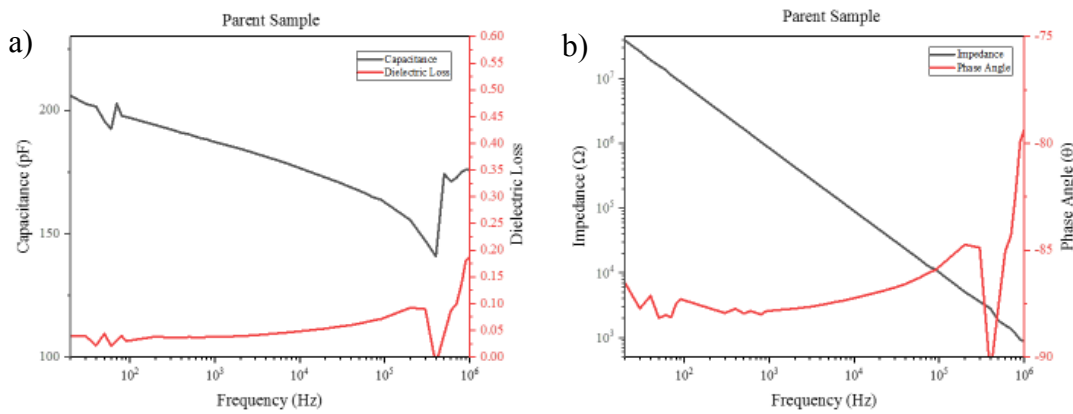 a)
Parent Sample
Capacitance
Dielectric Loss
Capacitance (pF)
200
150
100
0.60
0.55
0.50
0.45
0.40
0.35
0.30
0.25
0.20
0.15
0.10
0.05
0.00
Dielectric Loss
10² 10³ 10⁴ 10⁵ 10⁶
Frequency (Hz)
b)
Parent Sample
Impedance
Phase Angle
Impedance (Ω)
10⁷
10⁶
10⁵
10⁴
10³
-75
-80
-85
-90
Phase Angle (θ)
10² 10³ 10⁴ 10⁵ 10⁶
Frequency (Hz)